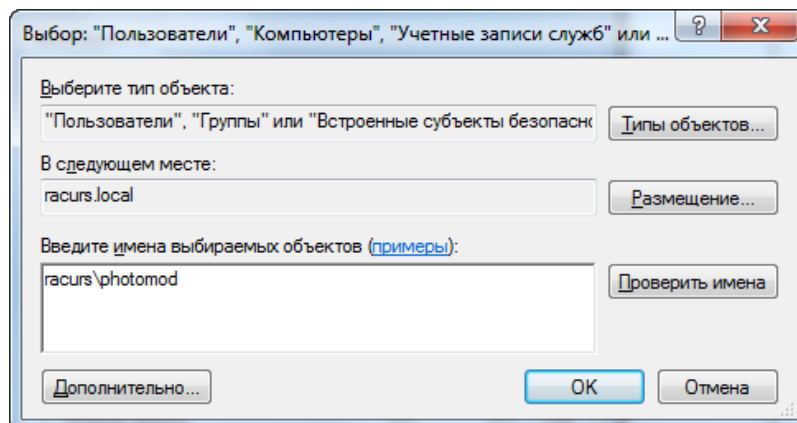 Выбор: "Пользователи", "Компьютеры", "Учетные записи служб" или ...
Выберите тип объекта:
"Пользователи", "Группы" или "Встроенные субъекты безопасно
Типы объектов...
В следующем месте:
racurs.local
Размещение...
Введите имена выбираемых объектов (примеры):
racurs\photomod
Проверить имена
Дополнительно...
ОК
Отмена